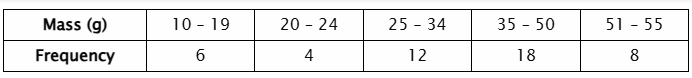 Mass (g) 10 – 19 20 – 24 25 – 34 35 – 50 51 – 55
Frequency 6 4 12 18 8